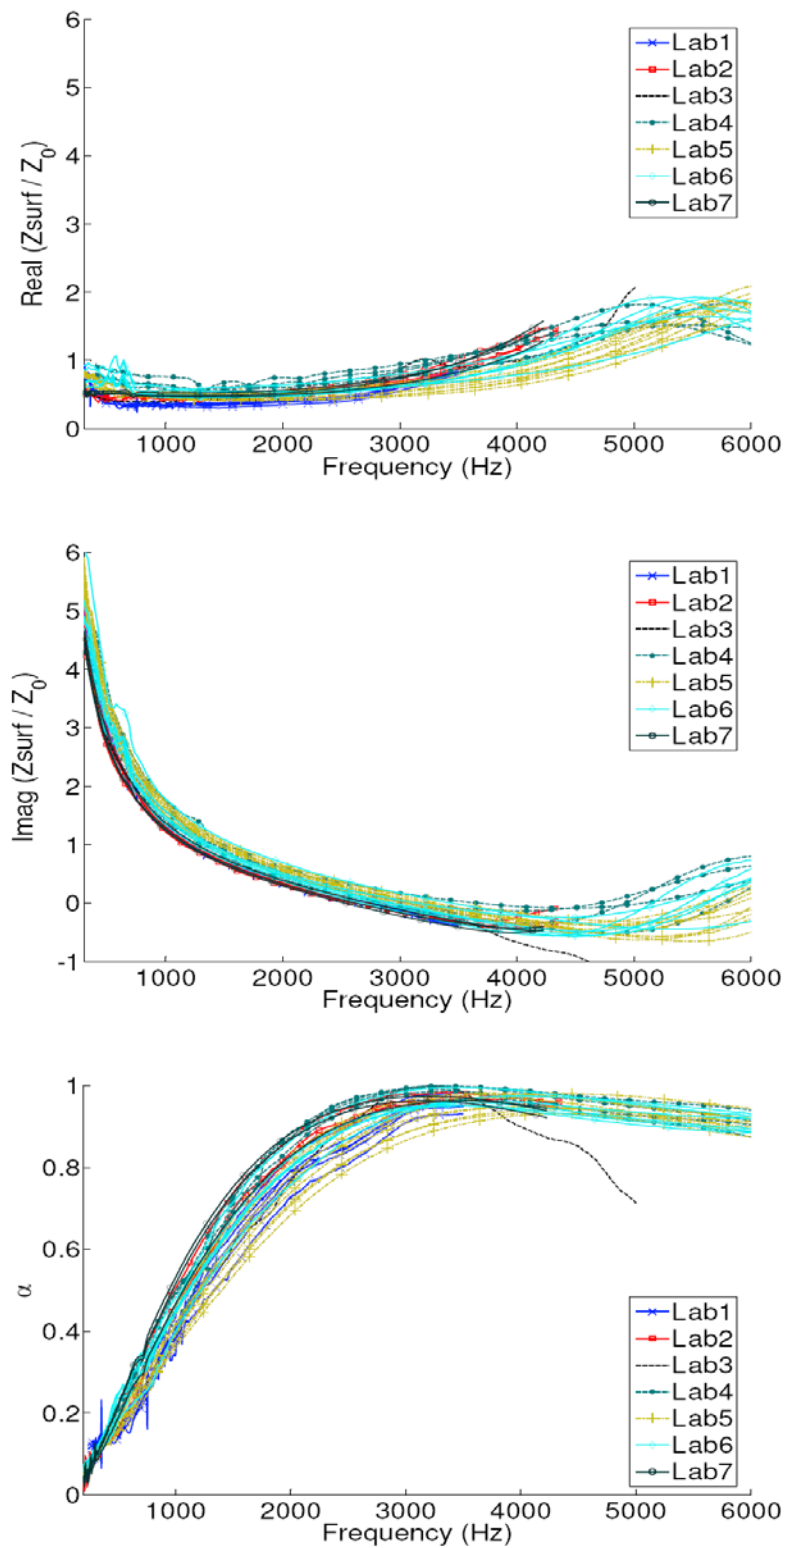 6
5
4
3
2
1
0
Real (Zsurf / Z0)
Lab1
Lab2
Lab3
Lab4
Lab5
Lab6
Lab7
1000 2000 3000 4000 5000 6000
Frequency (Hz)
6
5
4
3
2
1
0
-1
Imag (Zsurf / Z0)
Lab1
Lab2
Lab3
Lab4
Lab5
Lab6
Lab7
1000 2000 3000 4000 5000 6000
Frequency (Hz)
1
0.8
0.6
0.4
0.2
0
α
Lab1
Lab2
Lab3
Lab4
Lab5
Lab6
Lab7
1000 2000 3000 4000 5000 6000
Frequency (Hz)